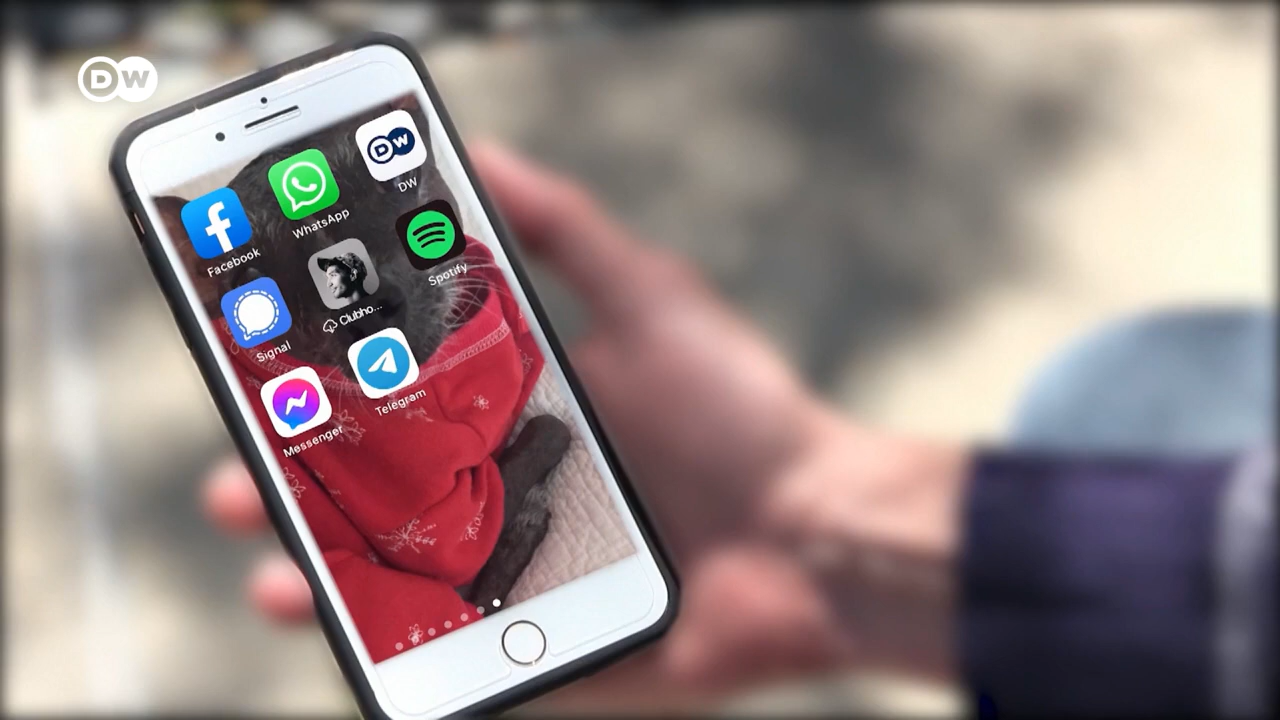 DW
DW
Facebook
WhatsApp
DW
Signal
Clubho...
Spotify
Messenger
Telegram